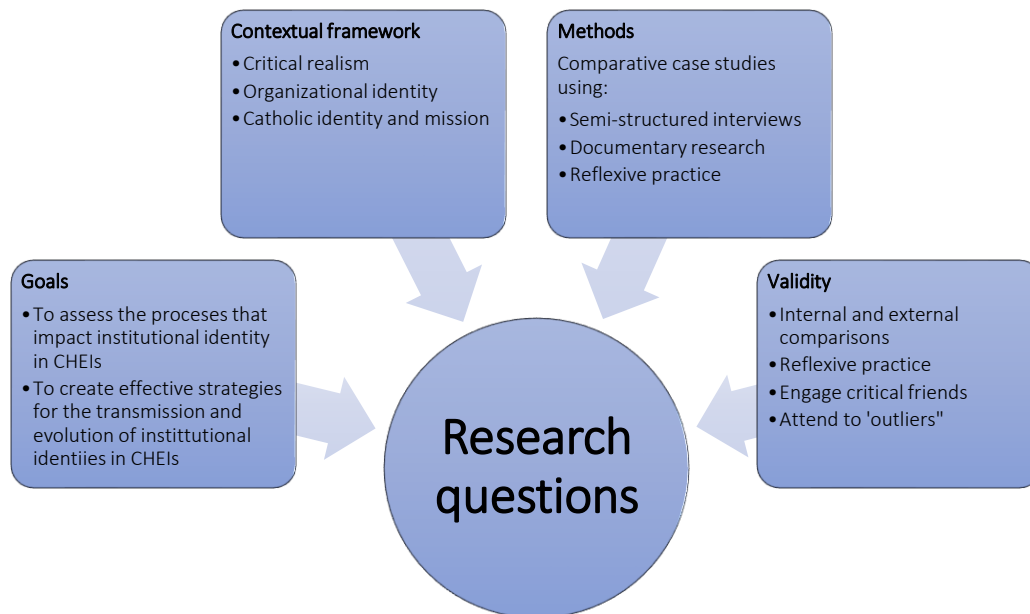 Contextual framework
•Critical realism
•Organizational identity
•Catholic identity and mission
Methods
Comparative case studies
using:
•Semi-structured interviews
•Documentary research
•Reflexive practice
Goals
•To assess the proceses that
impact institutional identity
in CHEIs
•To create effective strategies
for the transmission and
evolution of instittutional
identiies in CHEIs
Validity
•Internal and external
comparisons
•Reflexive practice
•Engage critical friends
•Attend to 'outliers"
Research
questions